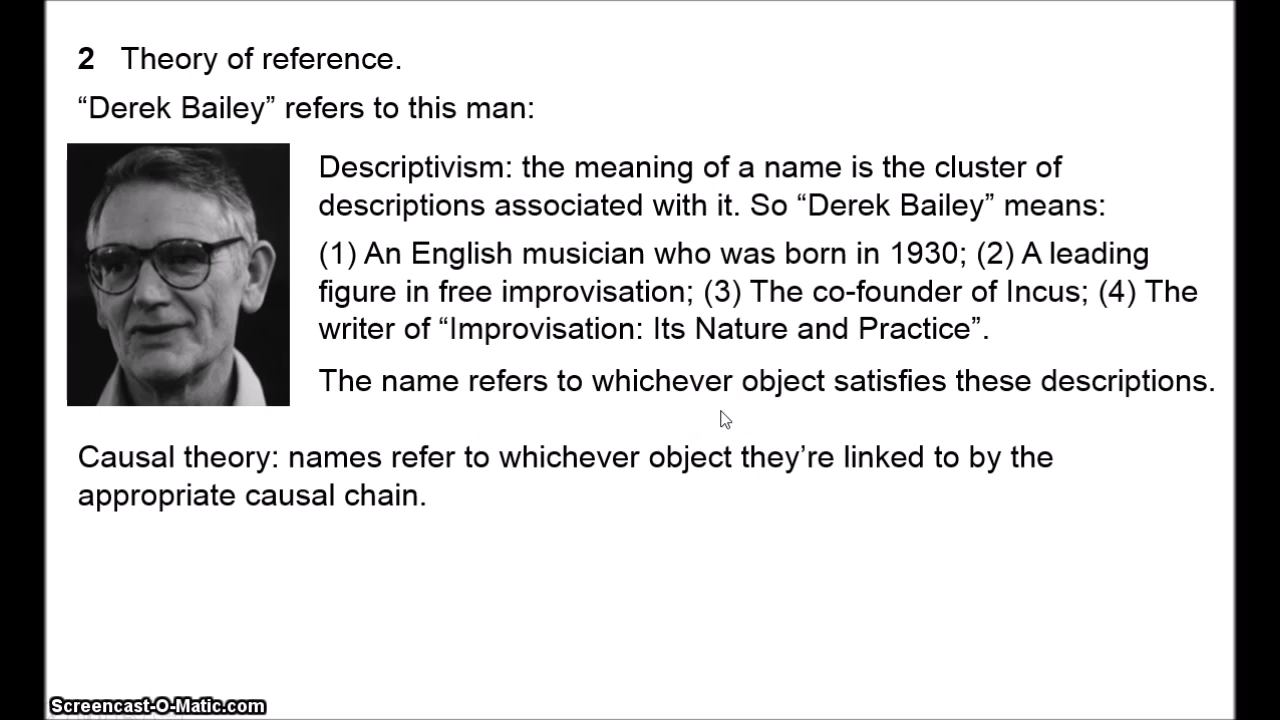 2 Theory of reference.
“Derek Bailey” refers to this man:
Descriptivism: the meaning of a name is the cluster of
descriptions associated with it. So “Derek Bailey” means:
(1) An English musician who was born in 1930; (2) A leading
figure in free improvisation; (3) The co-founder of Incus; (4) The
writer of “Improvisation: Its Nature and Practice”.
The name refers to whichever object satisfies these descriptions.
Causal theory: names refer to whichever object they’re linked to by the
appropriate causal chain.
Screencast-O-Matic.com